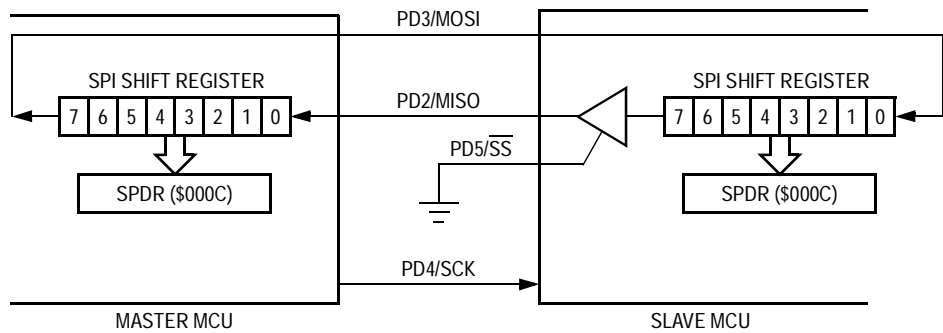 PD3/MOSI
SPI SHIFT REGISTER
SPI SHIFT REGISTER
7 6 5 4 3 2 1 0
PD2/MISO
7 6 5 4 3 2 1 0
PD5/SS
SPDR ($000C)
SPDR ($000C)
PD4/SCK
MASTER MCU
SLAVE MCU